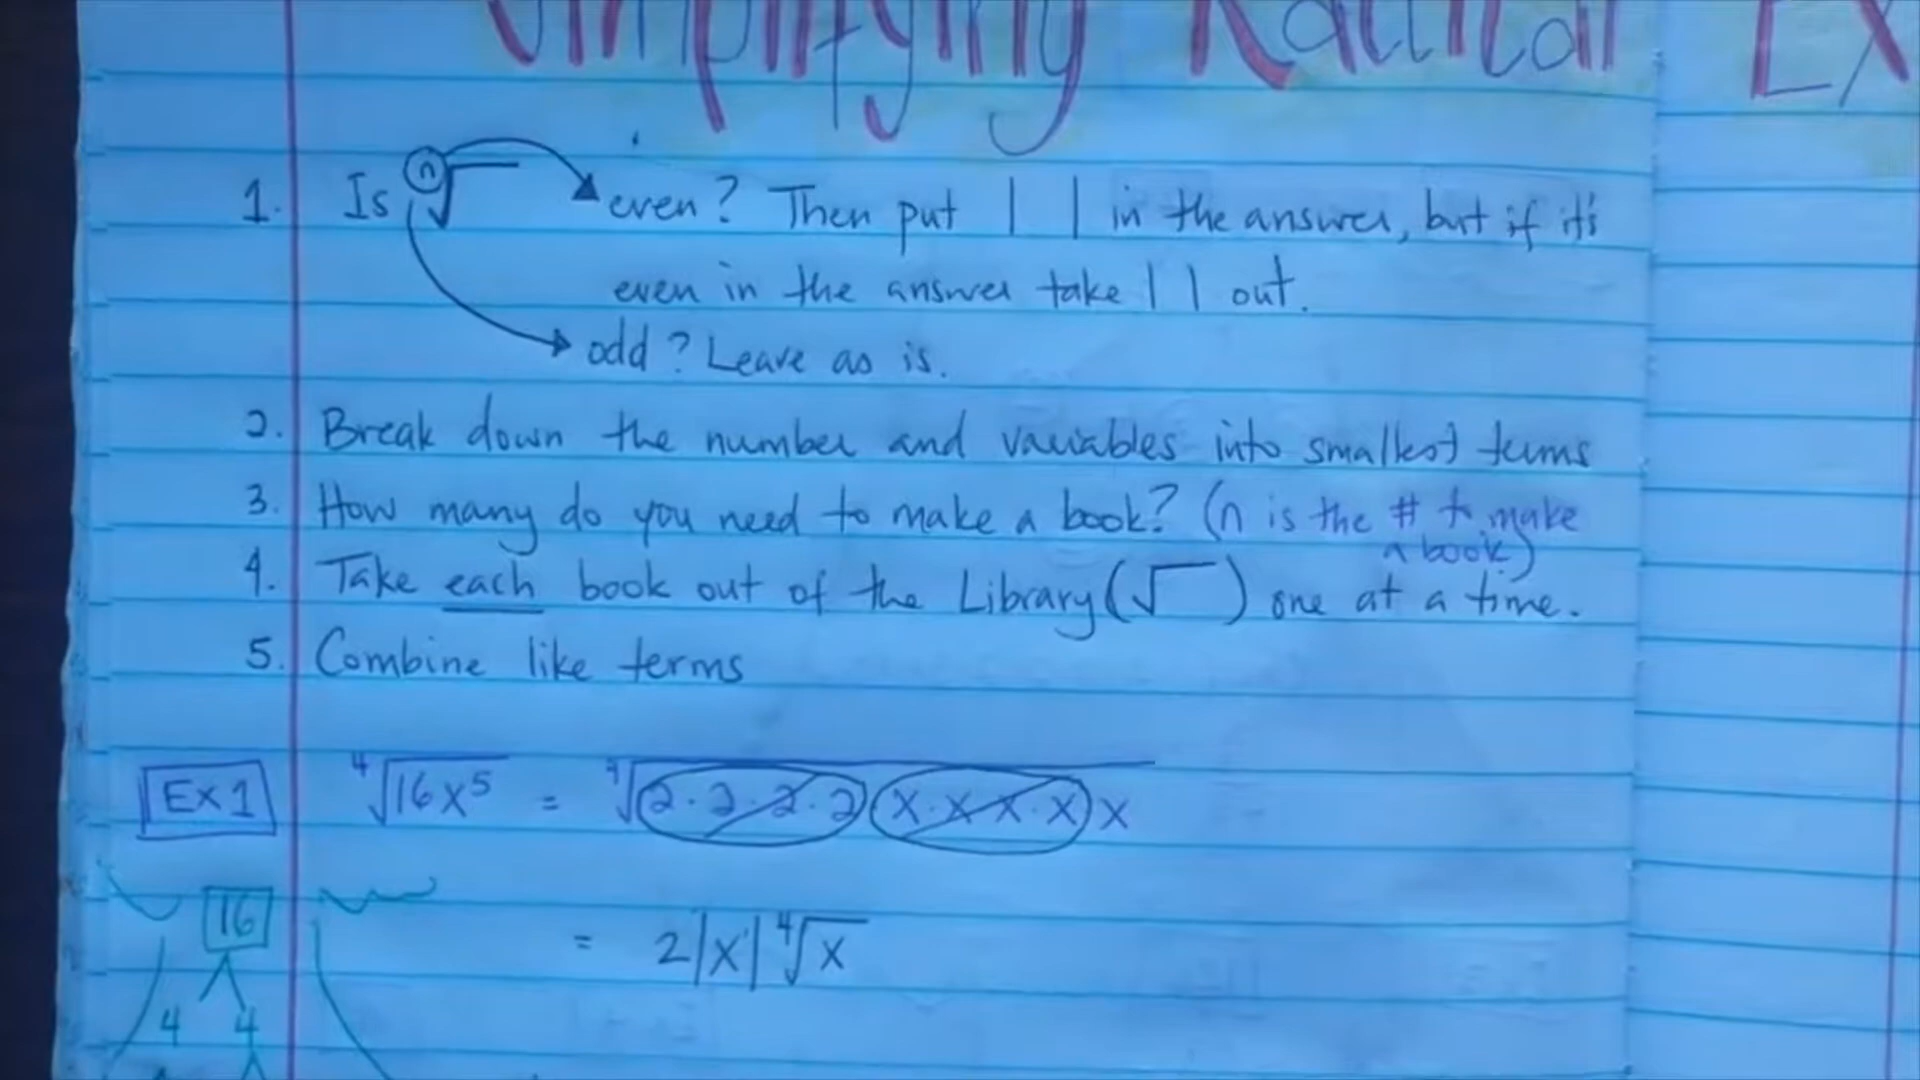 Simplifying Radical Ex
1. Is ⁿ√ even? Then put | | in the answer, but if it's
even in the answer take | | out.
odd? Leave as is.
2. Break down the number and variables into smallest terms
3. How many do you need to make a book? (n is the # to make
a book)
4. Take each book out of the Library (√ ) one at a time.
5. Combine like terms
Ex 1 ⁴√16x⁵ = ⁴√2·2·2·2 x·x·x·x x
16
= 2|x| ⁴√x
4 4